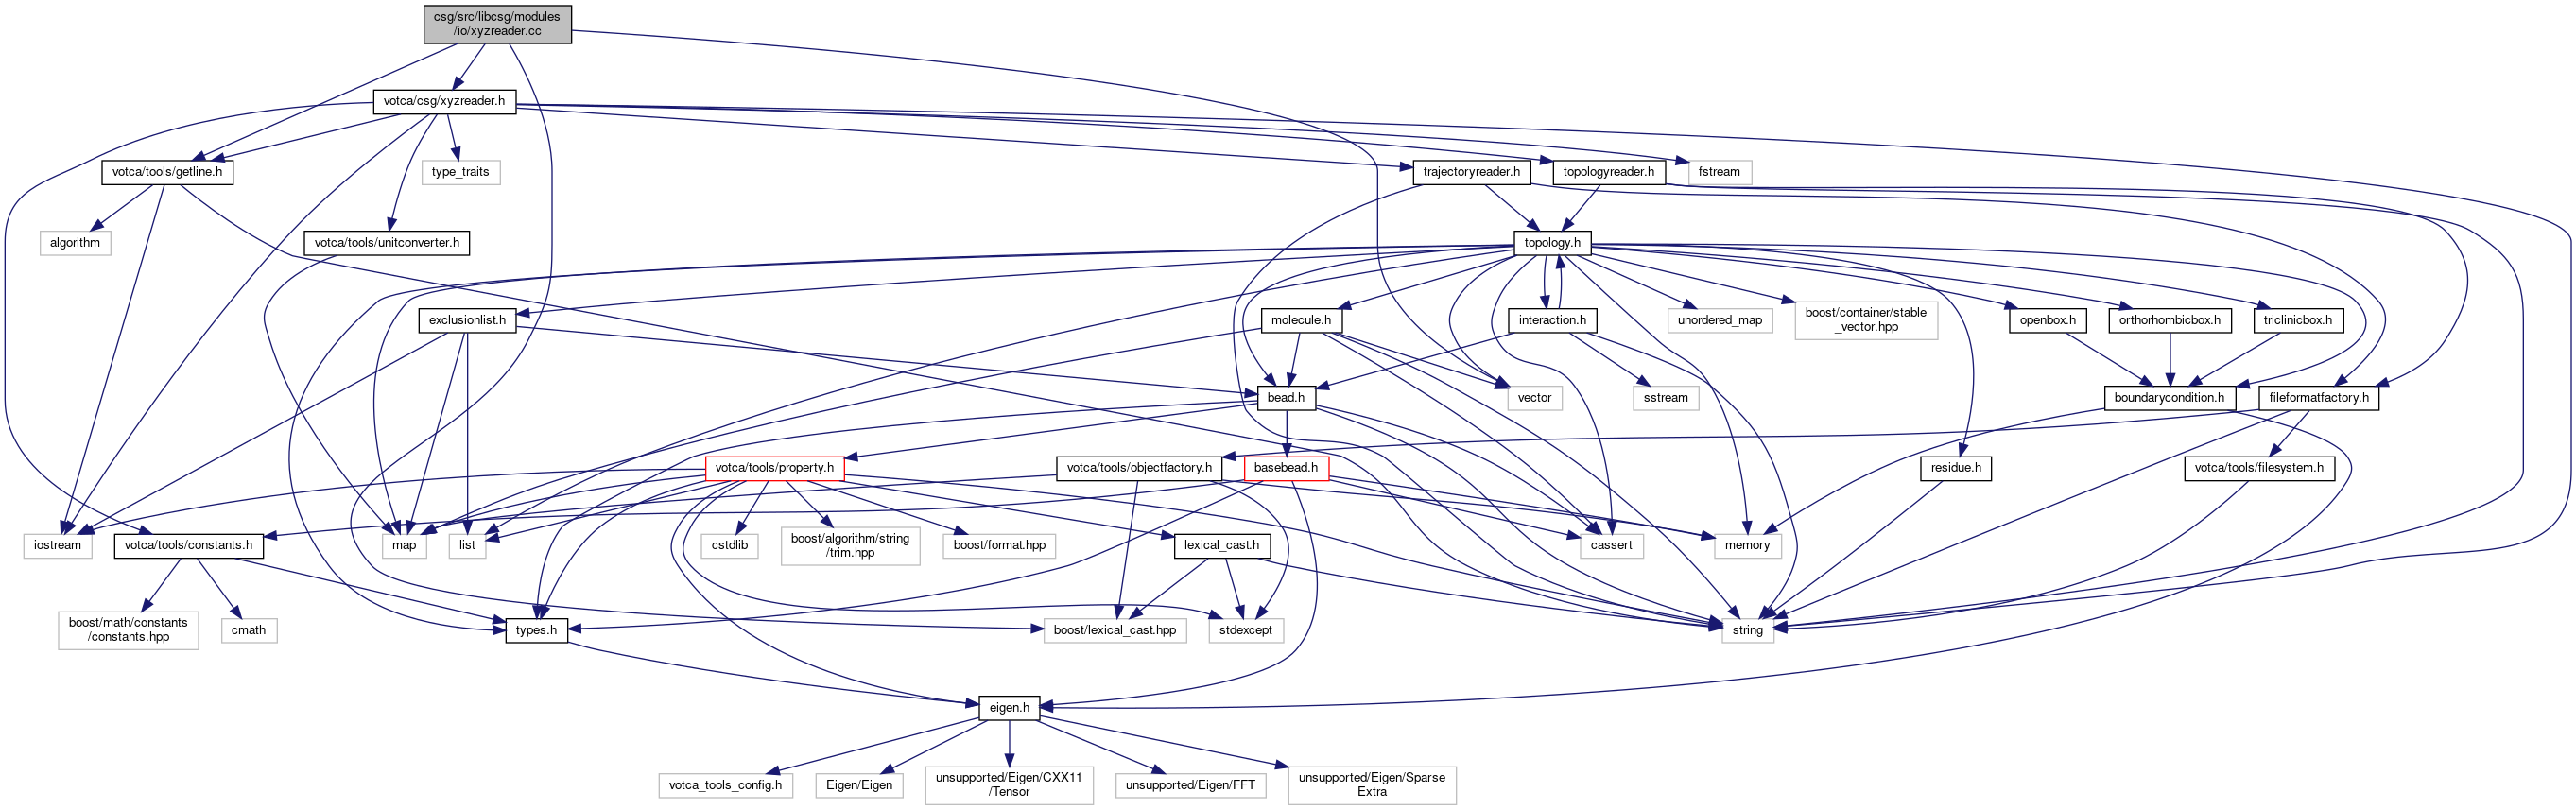 csg/src/libcsg/modules
/io/xyzreader.cc
votca/csg/xyzreader.h
votca/tools/getline.h
type_traits
trajectoryreader.h
topologyreader.h
fstream
algorithm
votca/tools/unitconverter.h
topology.h
exclusionlist.h
molecule.h
interaction.h
unordered_map
boost/container/stable
_vector.hpp
openbox.h
orthorhombicbox.h
triclinicbox.h
bead.h
vector
sstream
boundarycondition.h
fileformatfactory.h
votca/tools/property.h
votca/tools/objectfactory.h
basebead.h
residue.h
votca/tools/filesystem.h
iostream
votca/tools/constants.h
map
list
cstdlib
boost/algorithm/string
/trim.hpp
boost/format.hpp
lexical_cast.h
cassert
memory
boost/math/constants
/constants.hpp
cmath
types.h
boost/lexical_cast.hpp
stdexcept
string
eigen.h
votca_tools_config.h
Eigen/Eigen
unsupported/Eigen/CXX11
/Tensor
unsupported/Eigen/FFT
unsupported/Eigen/Sparse
Extra